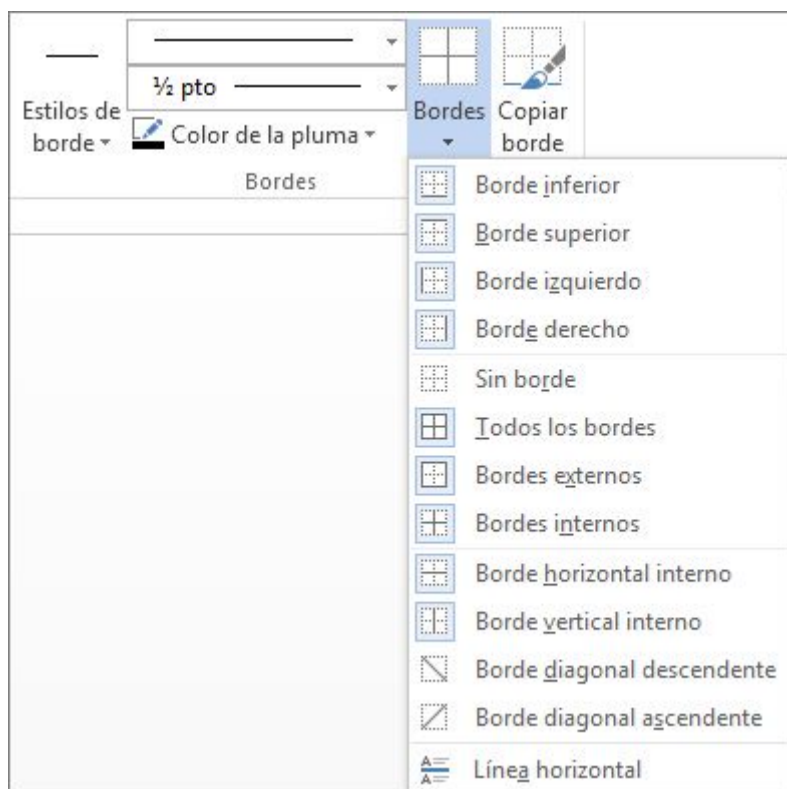 ½ pto
Estilos de
borde
Color de la pluma
Bordes
Copiar
borde
Bordes
Borde inferior
Borde superior
Borde izquierdo
Borde derecho
Sin borde
Todos los bordes
Bordes externos
Bordes internos
Borde horizontal interno
Borde vertical interno
Borde diagonal descendente
Borde diagonal ascendente
Línea horizontal